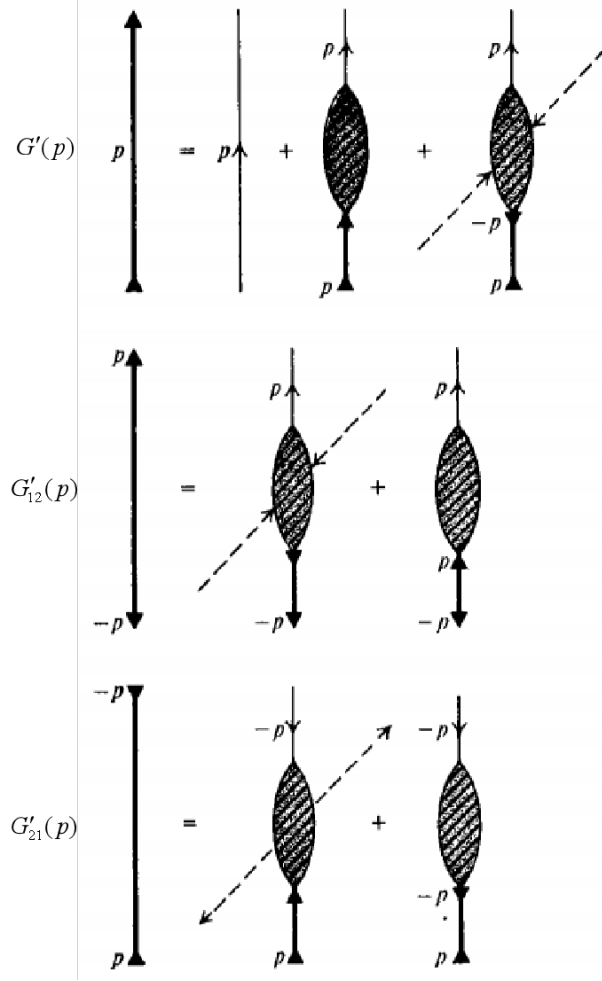 G′(p) p = p + p p + p −p p
p p p
G′₁₂(p) = + p
−p −p −p
−p −p −p
G′₂₁(p) = + −p
p p p